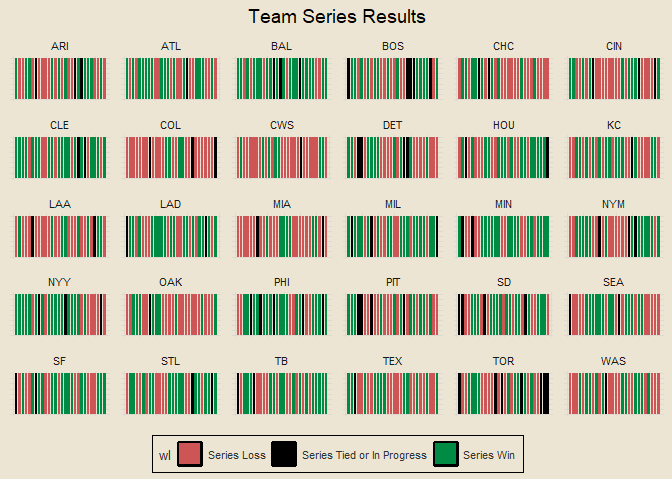 Team Series Results
ARI ATL BAL BOS CHC CIN
CLE COL CWS DET HOU KC
LAA LAD MIA MIL MIN NYM
NYY OAK PHI PIT SD SEA
SF STL TB TEX TOR WAS
wl Series Loss Series Tied or In Progress Series Win